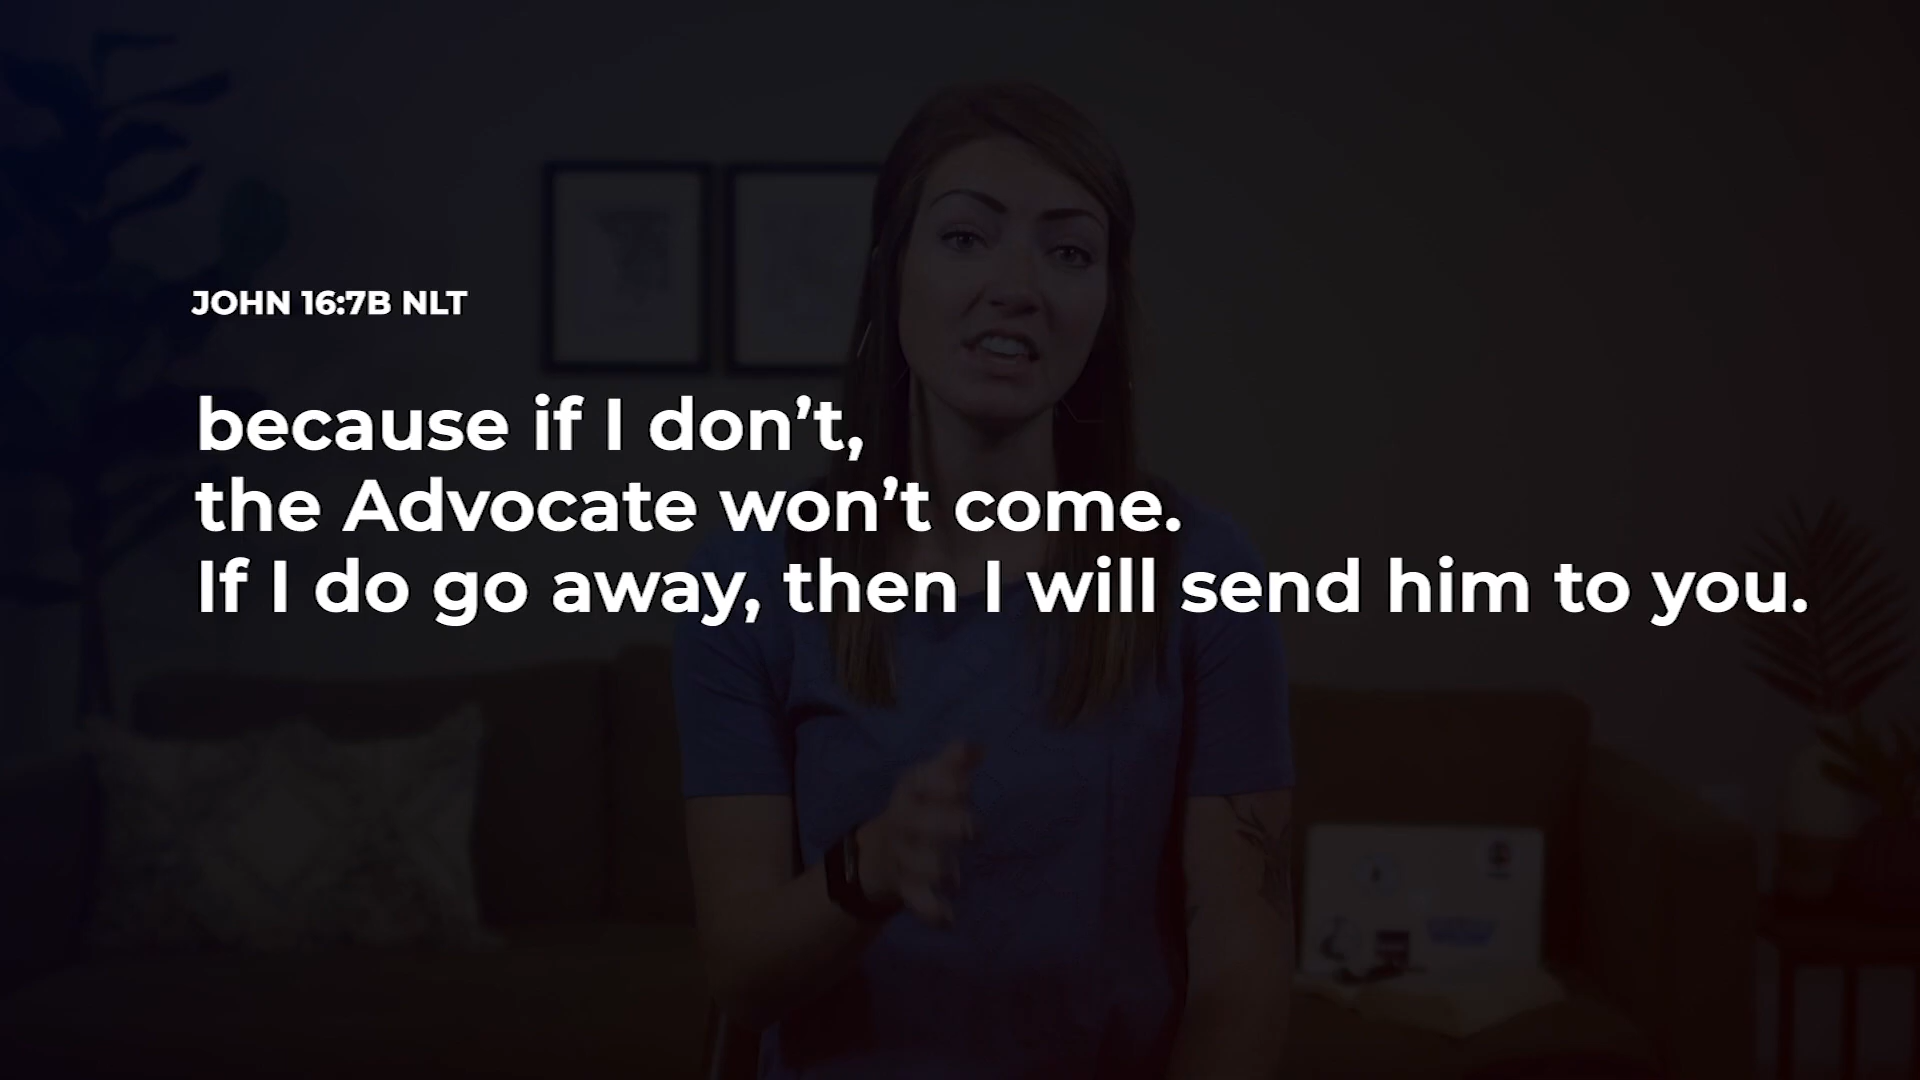 JOHN 16:7B NLT
because if I don’t,
the Advocate won’t come.
If I do go away, then I will send him to you.